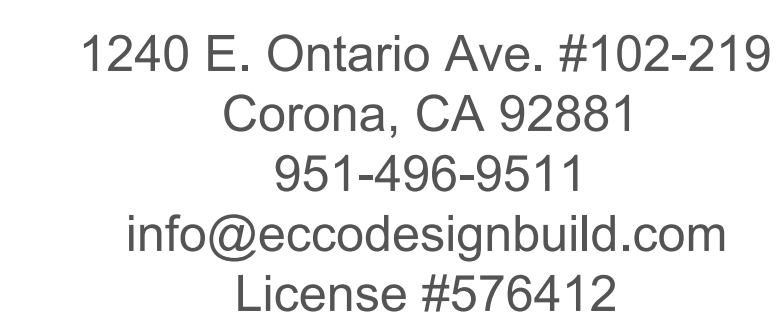 1240 E. Ontario Ave. #102-219
Corona, CA 92881
951-496-9511
info@eccodesignbuild.com
License #576412